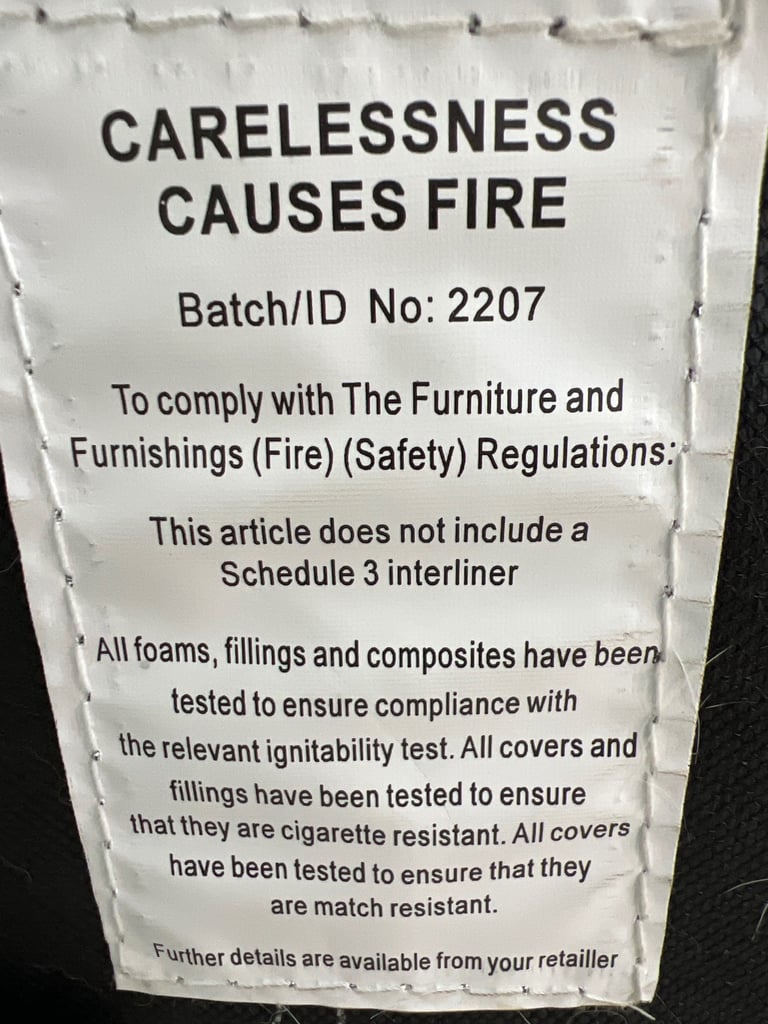 CARELESSNESS
CAUSES FIRE
Batch/ID No: 2207
To comply with The Furniture and
Furnishings (Fire) (Safety) Regulations:
This article does not include a
Schedule 3 interliner
All foams, fillings and composites have been
tested to ensure compliance with
the relevant ignitability test. All covers and
fillings have been tested to ensure
that they are cigarette resistant. All covers
have been tested to ensure that they
are match resistant.
Further details are available from your retailler